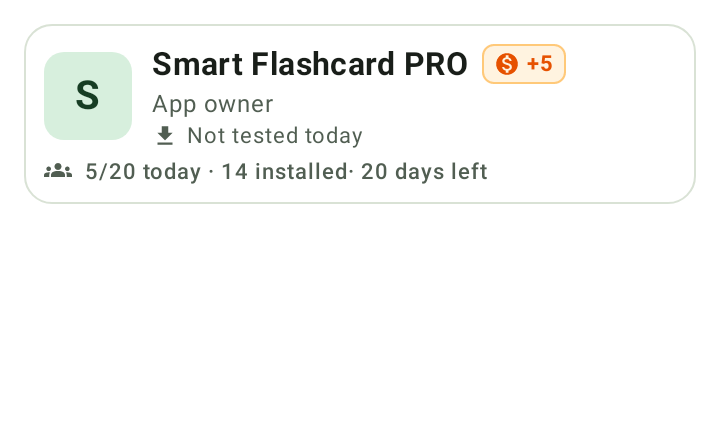 S
Smart Flashcard PRO
+5
App owner
Not tested today
5/20 today · 14 installed· 20 days left